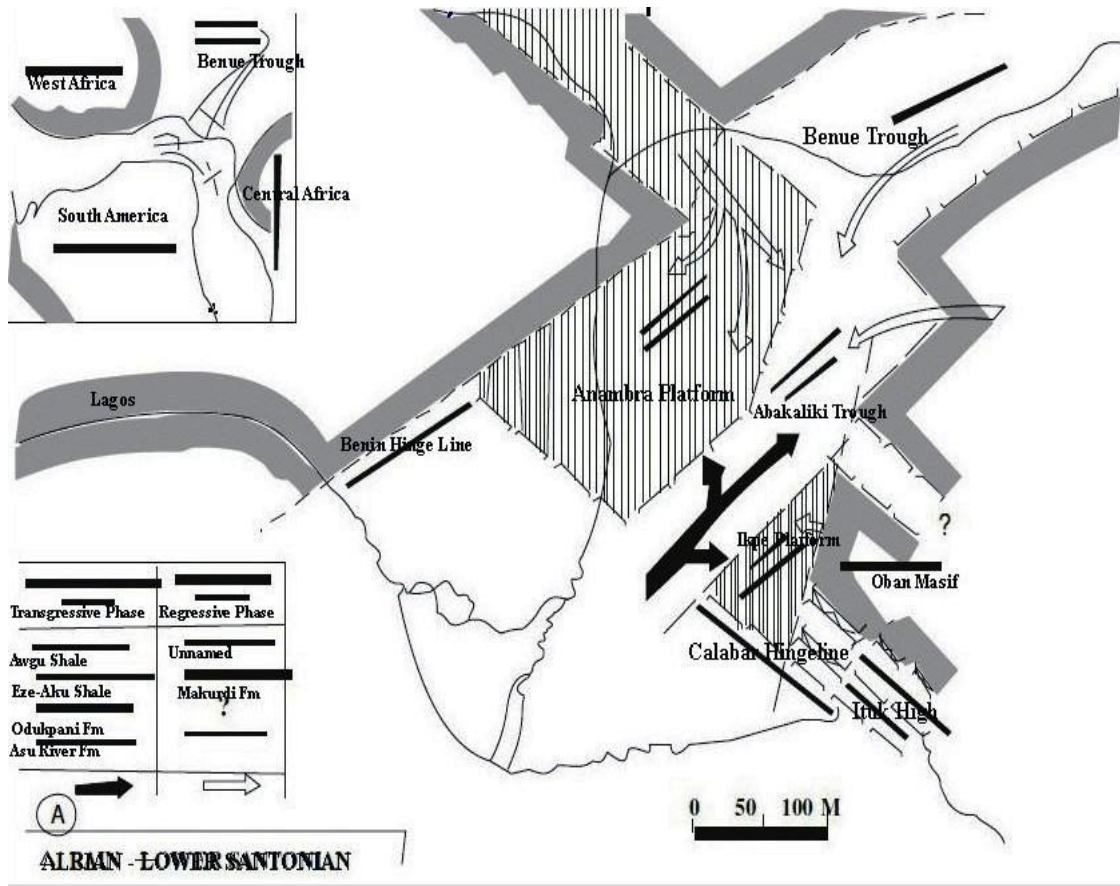 West Africa
Benue Trough
Central Africa
South America
Benue Trough
Lagos
Benin Hinge Line
Anambra Platform
Abakaliki Trough
?
Ikpe Platform
Oban Masif
Calabar Hingeline
Ituk High
Transgressive Phase
Regressive Phase
Awgu Shale
Unnamed
Eze-Aku Shale
Makurdi Fm
?
Odukpani Fm
Asu River Fm
A
0 50 100 M
ALBIAN - LOWER SANTONIAN